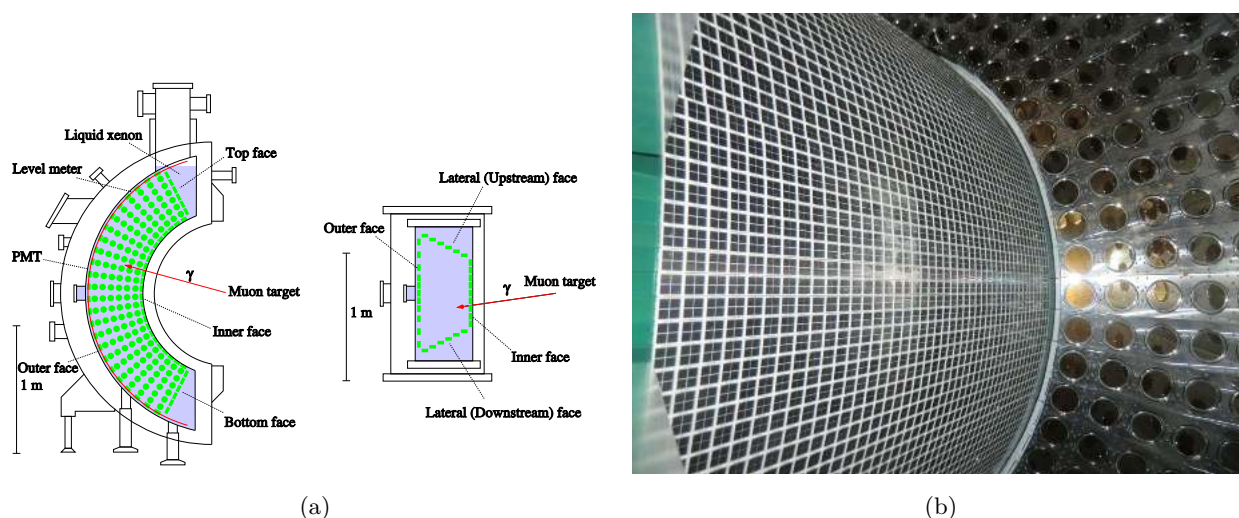 Liquid xenon
Top face
Level meter
PMT
γ
Muon target
Inner face
Outer face
1 m
Bottom face
Lateral (Upstream) face
Outer face
Muon target
γ
1 m
Inner face
Lateral (Downstream) face
(a)
(b)